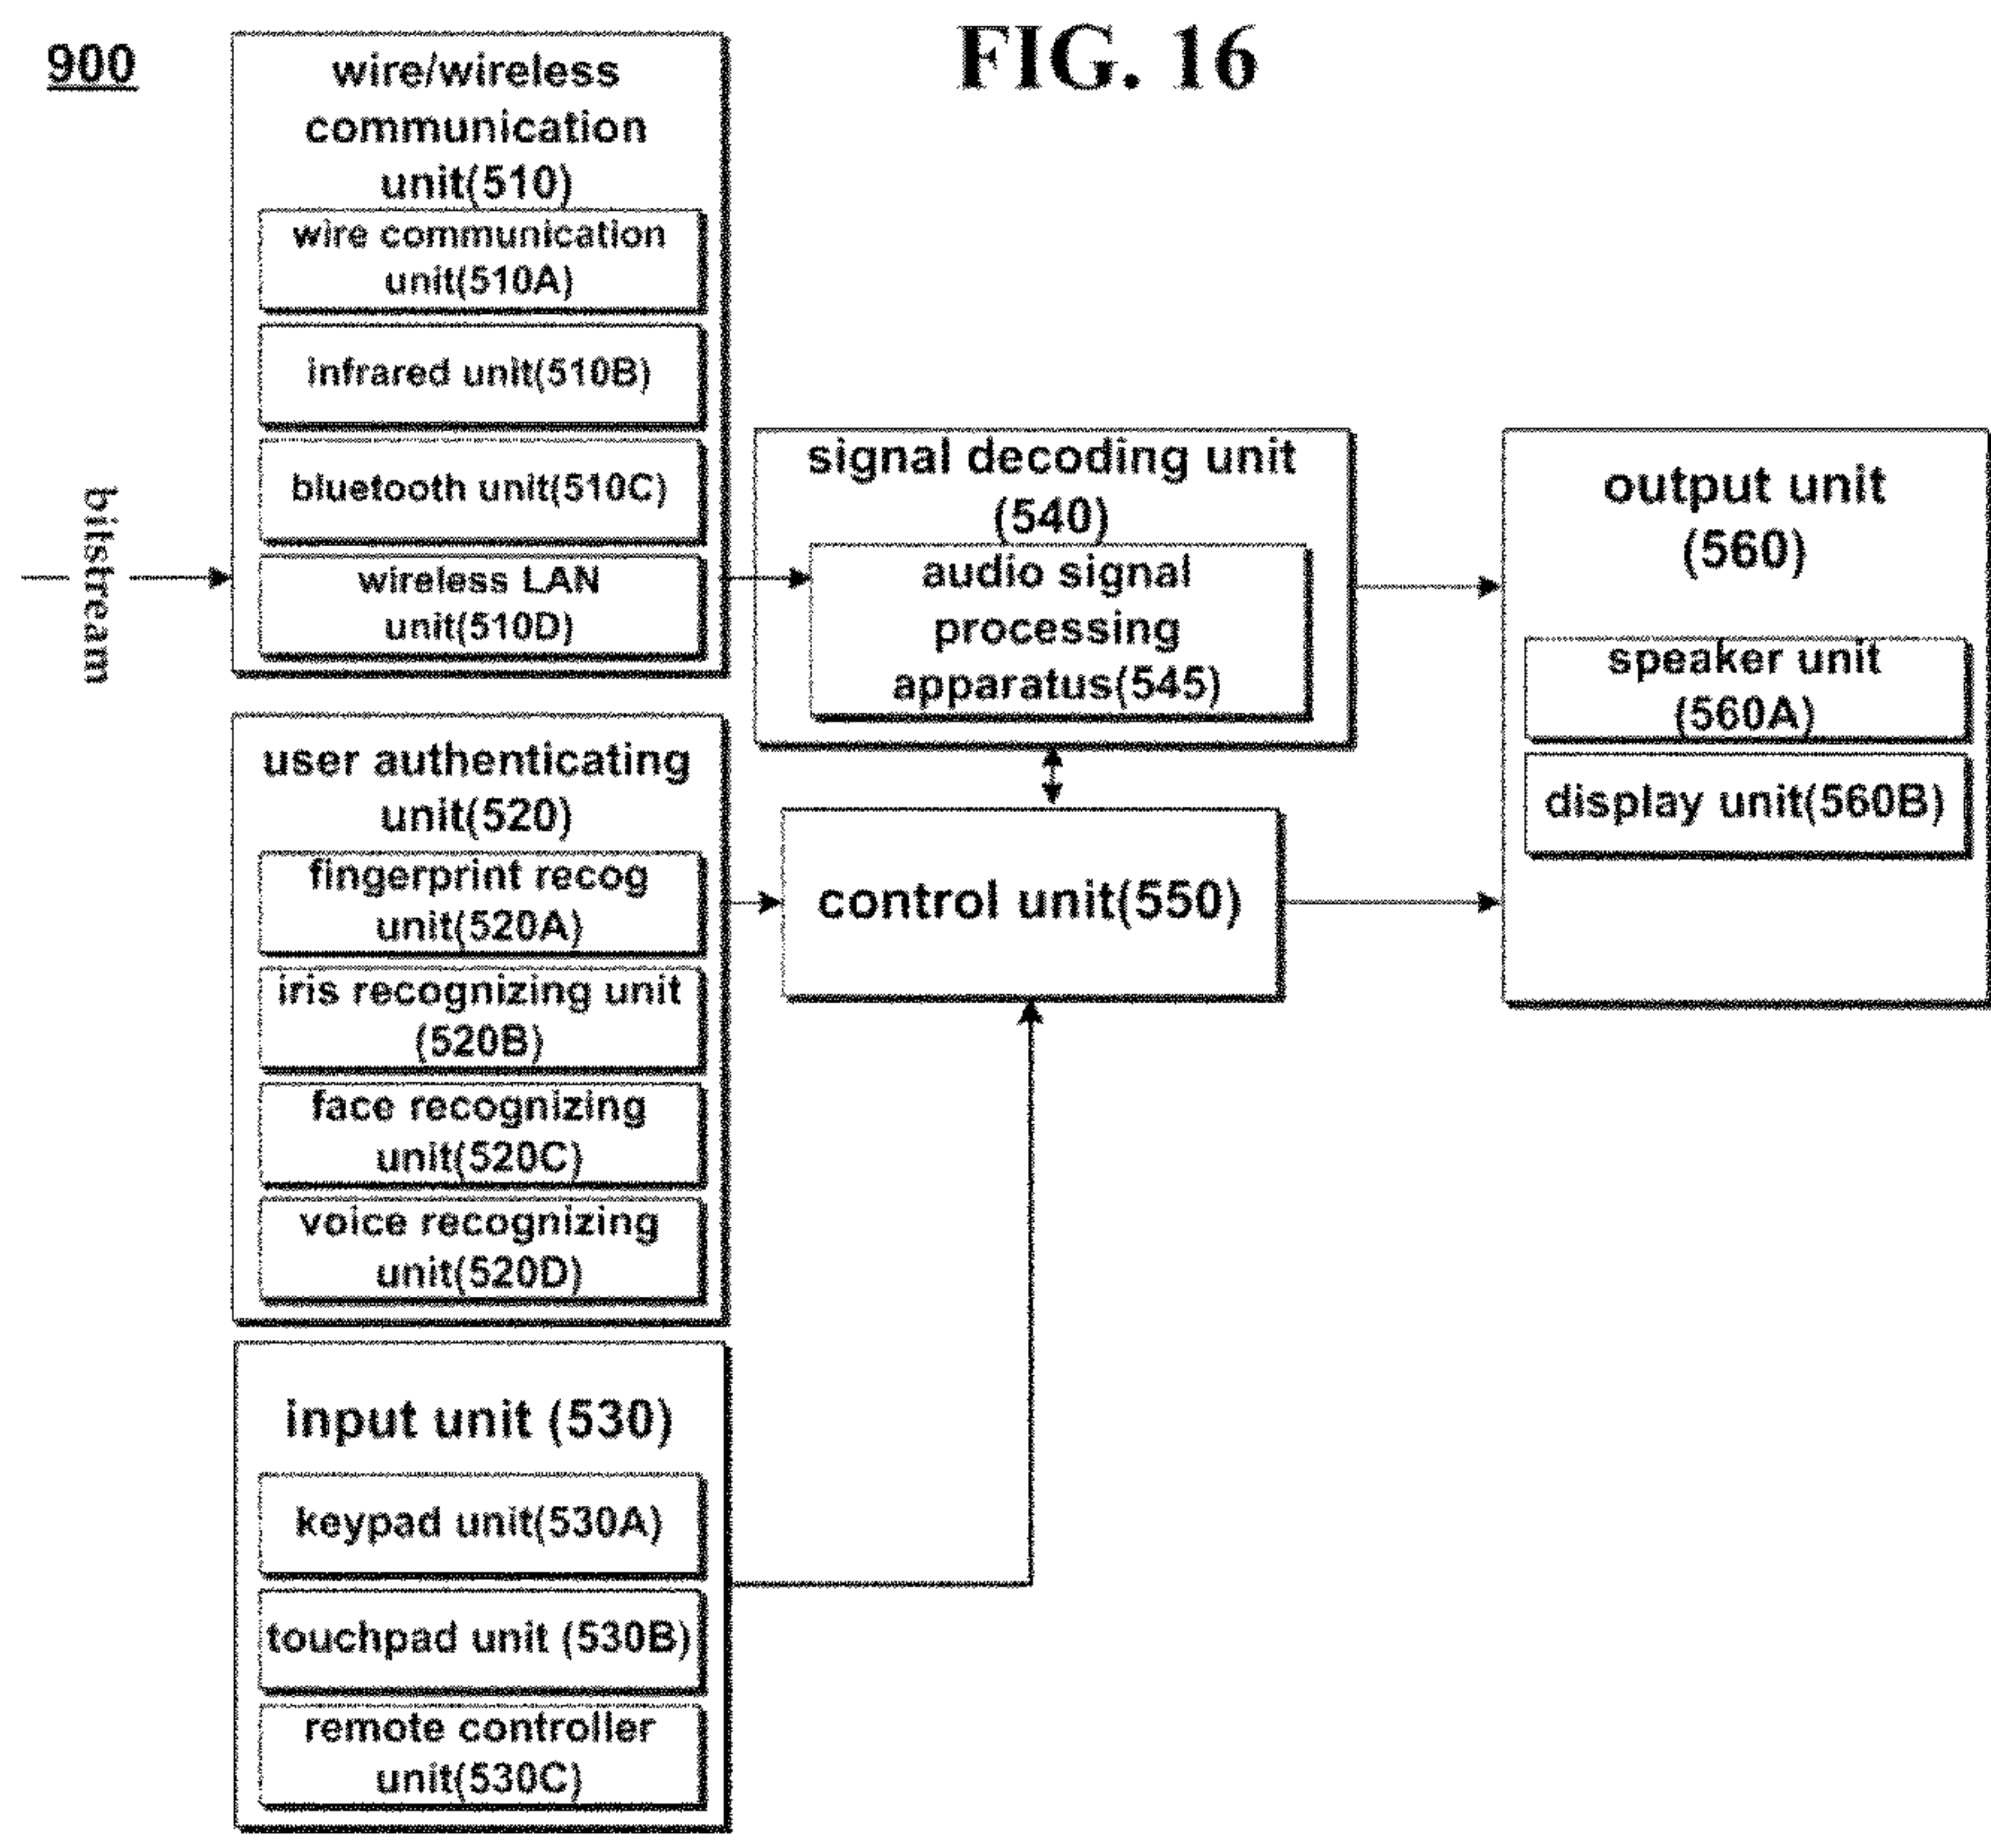 900
FIG. 16
wire/wireless
communication
unit(510)
wire communication
unit(510A)
infrared unit(510B)
bluetooth unit(510C)
wireless LAN
unit(510D)
bitstream
signal decoding unit
(540)
audio signal
processing
apparatus(545)
output unit
(560)
speaker unit
(560A)
display unit(560B)
user authenticating
unit(520)
fingerprint recog
unit(520A)
iris recognizing unit
(520B)
face recognizing
unit(520C)
voice recognizing
unit(520D)
control unit(550)
input unit (530)
keypad unit(530A)
touchpad unit (530B)
remote controller
unit(530C)